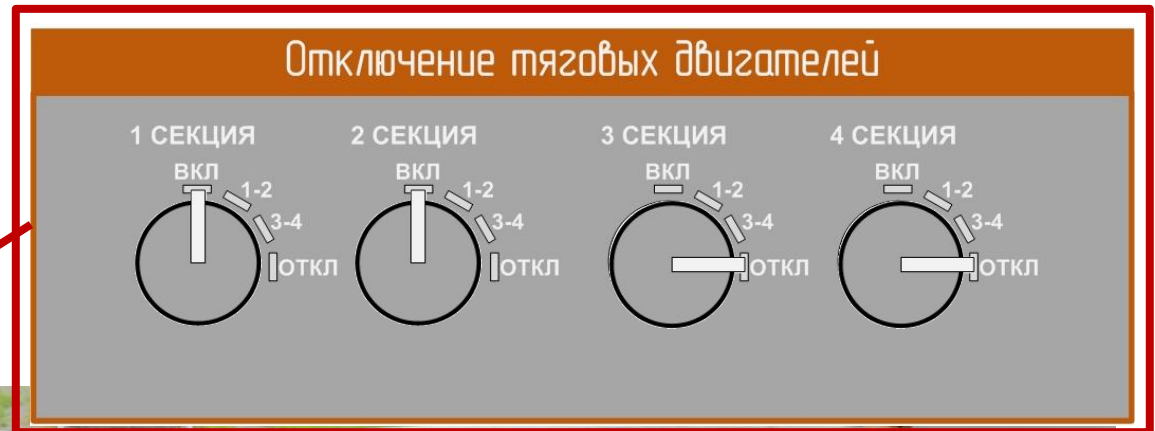 Отключение тяговых двигателей
1 СЕКЦИЯ 2 СЕКЦИЯ 3 СЕКЦИЯ 4 СЕКЦИЯ
ВКЛ ВКЛ ВКЛ ВКЛ
1-2 1-2 1-2 1-2
3-4 3-4 3-4 3-4
ОТКЛ ОТКЛ ОТКЛ ОТКЛ